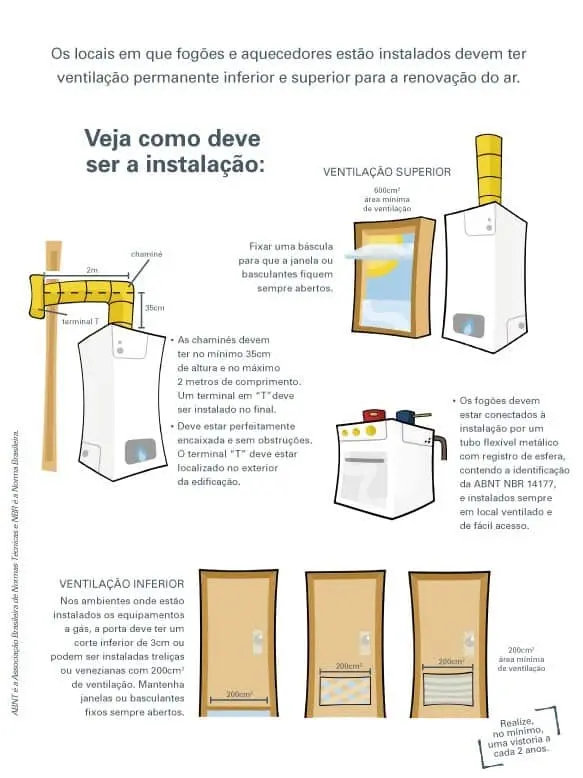 Os locais em que fogões e aquecedores estão instalados devem ter
ventilação permanente inferior e superior para a renovação do ar.
Veja como deve
ser a instalação:
VENTILAÇÃO SUPERIOR
600cm²
área mínima
de ventilação
Fixar uma báscula
para que a janela ou
basculantes fiquem
sempre abertos.
chaminé
2m
35cm
terminal T
• As chaminés devem
ter no mínimo 35cm
de altura e no máximo
2 metros de comprimento.
Um terminal em “T”deve
ser instalado no final.
• Deve estar perfeitamente
encaixada e sem obstruções.
O terminal “T” deve estar
localizado no exterior
da edificação.
• Os fogões devem
estar conectados à
instalação por um
tubo flexível metálico
com registro de esfera,
contendo a identificação
da ABNT NBR 14177,
e instalados sempre
em local ventilado e
de fácil acesso.
ABNT é a Associação Brasileira de Normas Técnicas e NBR é a Norma Brasileira.
VENTILAÇÃO INFERIOR
Nos ambientes onde estão
instalados os equipamentos
a gás, a porta deve ter um
corte inferior de 3cm ou
podem ser instaladas treliças
ou venezianas com 200cm²
de ventilação. Mantenha
janelas ou basculantes
fixos sempre abertos.
200cm²
200cm²
200cm²
200cm²
área mínima
de ventilação
Realize,
no mínimo,
uma vistoria a
cada 2 anos.